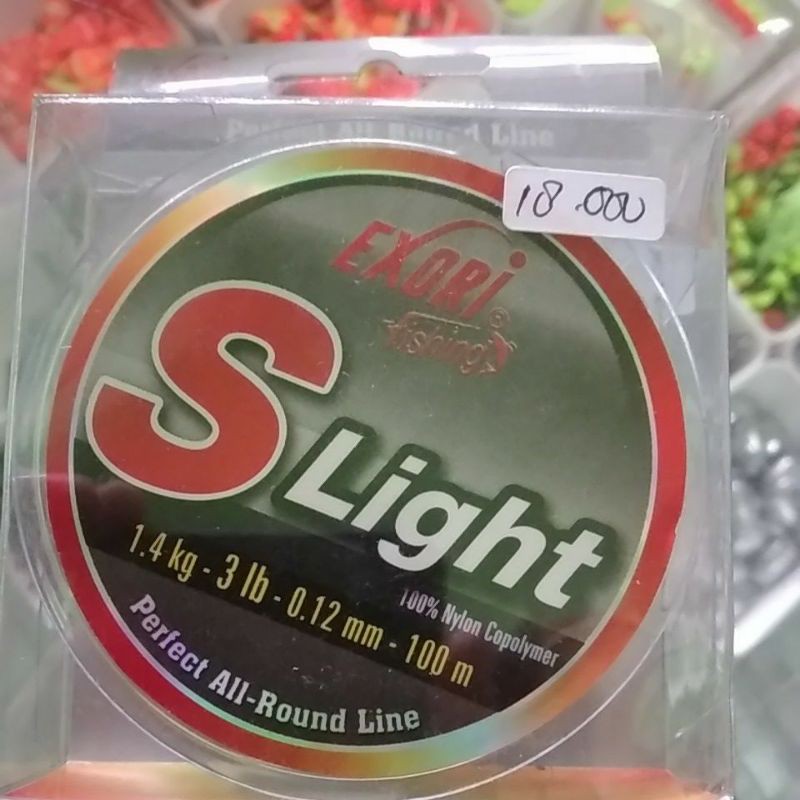 Perfect All Round Line
18.000
EXORi
®
fishing
S Light
100% Nylon Copolymer
1.4 kg - 3 lb - 0.12 mm - 100 m
Perfect All-Round Line